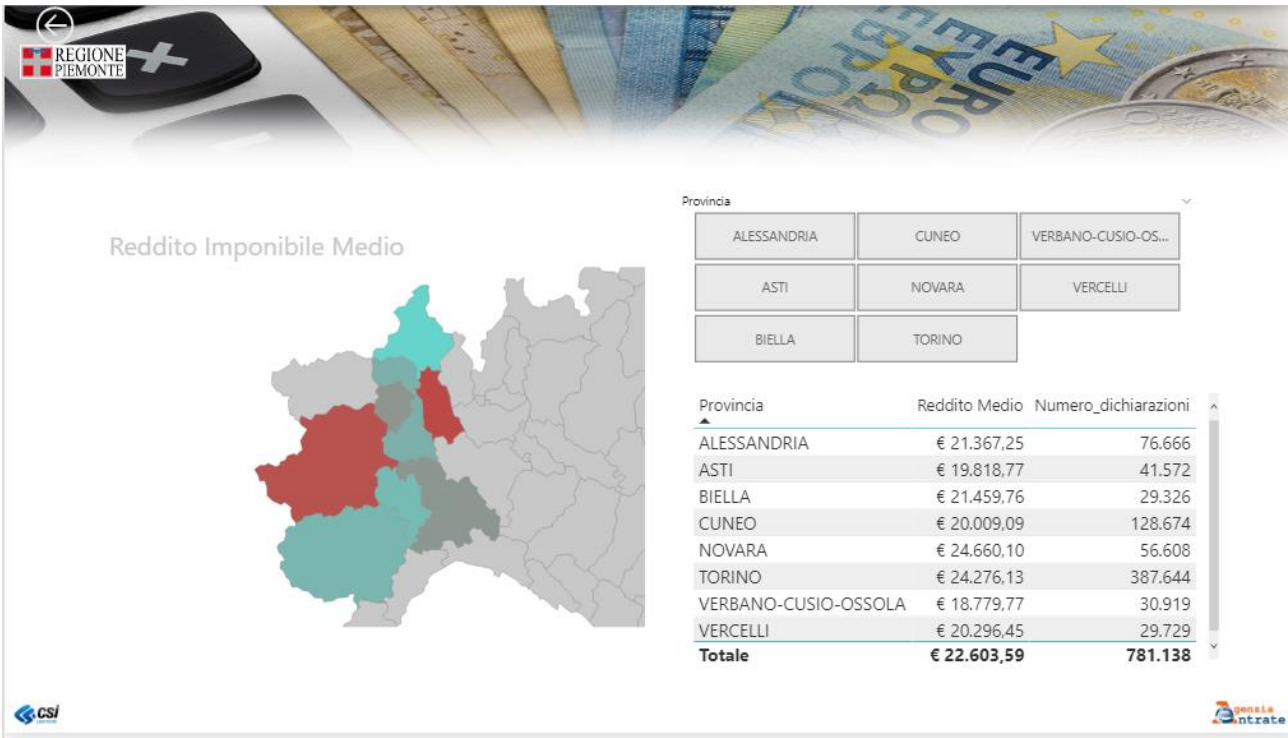 REGIONE
PIEMONTE
ΕΥΡΩ
EURO
Provincia
ALESSANDRIA CUNEO VERBANO-CUSIO-OS...
Reddito Imponibile Medio
ASTI NOVARA VERCELLI
BIELLA TORINO
Provincia Reddito Medio Numero_dichiarazioni
ALESSANDRIA € 21.367,25 76.666
ASTI € 19.818,77 41.572
BIELLA € 21.459,76 29.326
CUNEO € 20.009,09 128.674
NOVARA € 24.660,10 56.608
TORINO € 24.276,13 387.644
VERBANO-CUSIO-OSSOLA € 18.779,77 30.919
VERCELLI € 20.296,45 29.729
Totale € 22.603,59 781.138
csi
agenzia
entrate